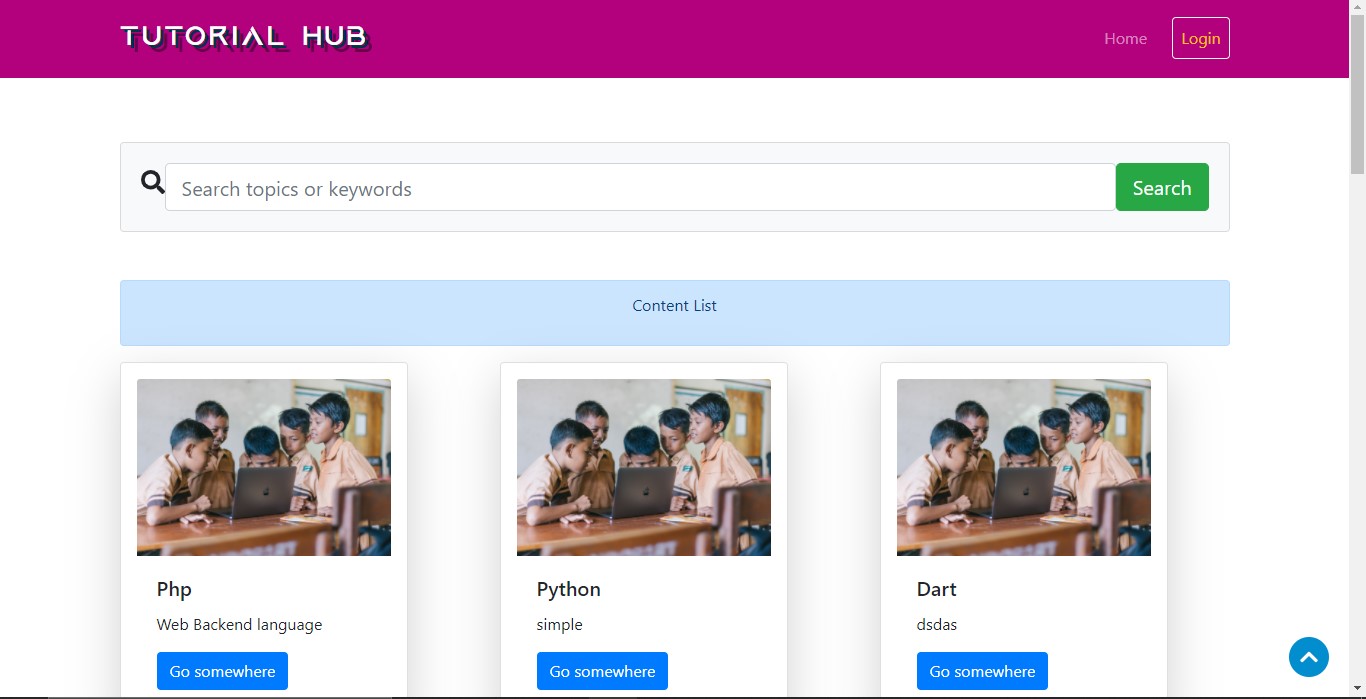 TUTORIAL HUB
Home
Login
Search topics or keywords
Search
Content List
Php
Python
Dart
Web Backend language
simple
dsdas
Go somewhere
Go somewhere
Go somewhere